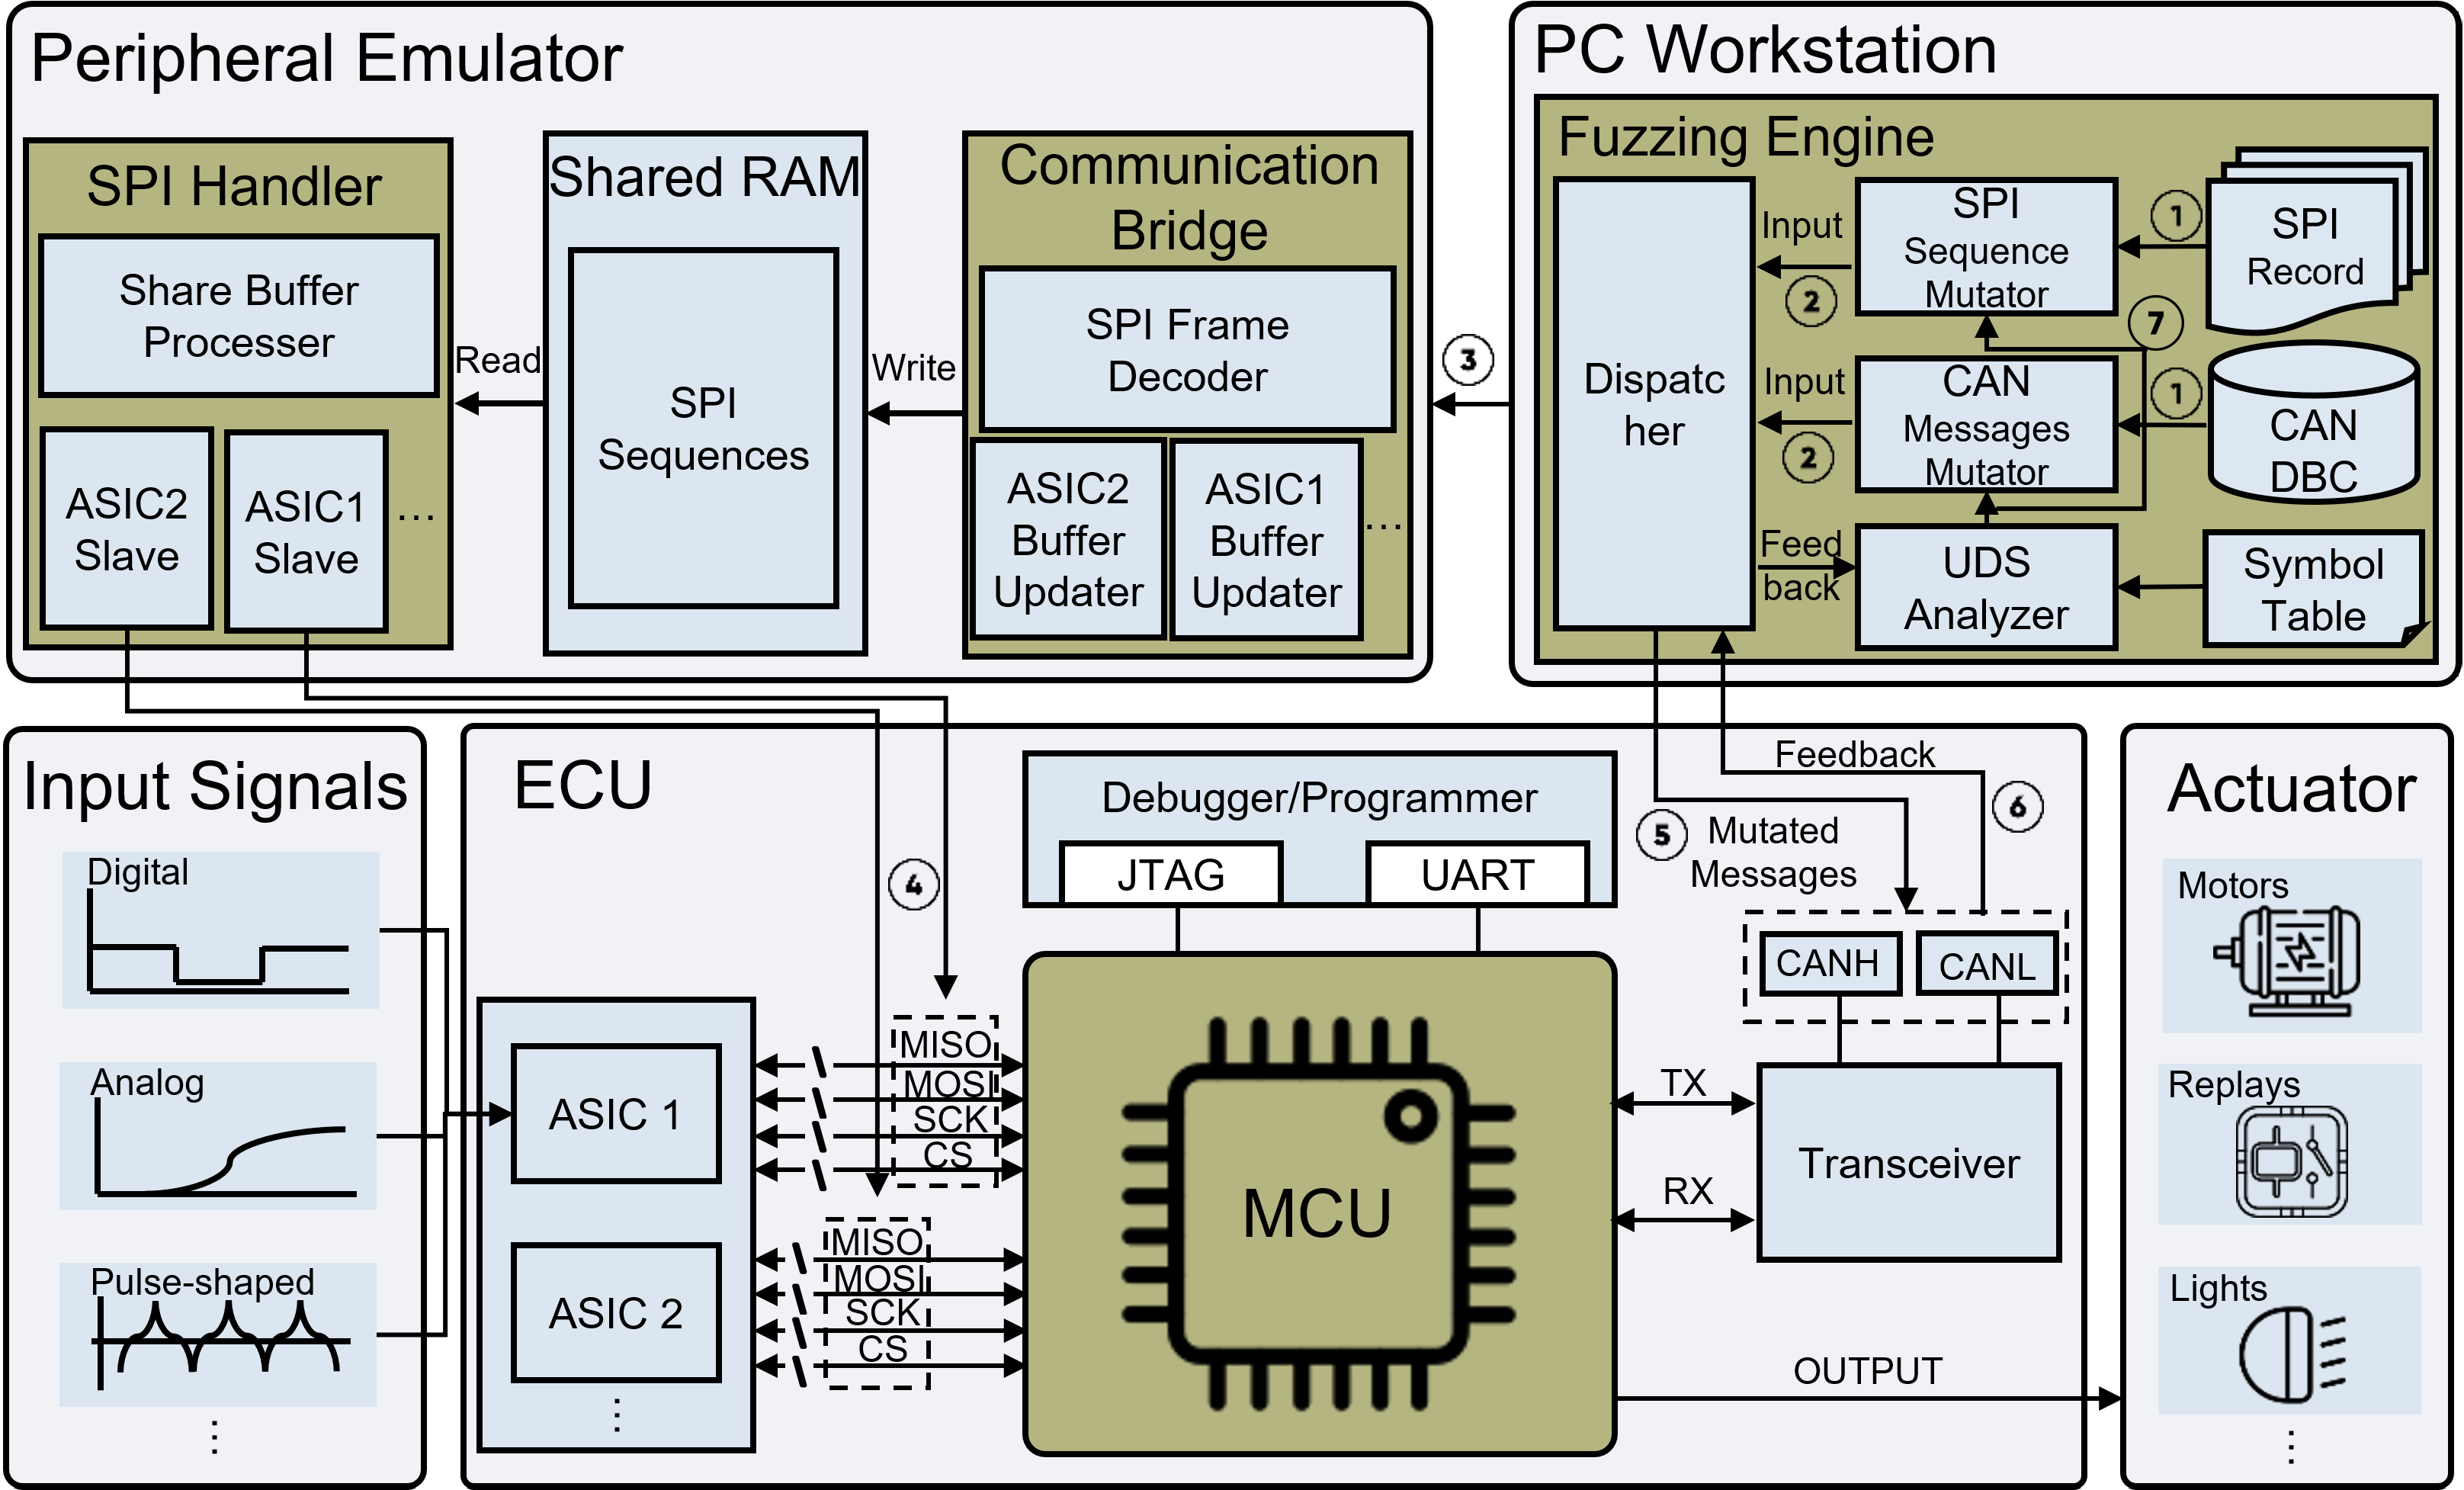 Peripheral Emulator
SPI Handler
Share Buffer
Processer
ASIC2
Slave
ASIC1
Slave
...
Read
Shared RAM
SPI
Sequences
Write
Communication
Bridge
SPI Frame
Decoder
ASIC2
Buffer
Updater
ASIC1
Buffer
Updater
...
3
PC Workstation
Fuzzing Engine
Dispatc
her
Input
2
Input
2
Feed
back
SPI
Sequence
Mutator
CAN
Messages
Mutator
UDS
Analyzer
1
7
1
SPI
Record
CAN
DBC
Symbol
Table
Input Signals
Digital
Analog
Pulse-shaped
⋮
ECU
ASIC 1
ASIC 2
⋮
4
MISO
MOSI
SCK
CS
MISO
MOSI
SCK
CS
Debugger/Programmer
JTAG
UART
MCU
Feedback
5
Mutated
Messages
6
CANH
CANL
TX
RX
Transceiver
OUTPUT
Actuator
Motors
Replays
Lights
⋮